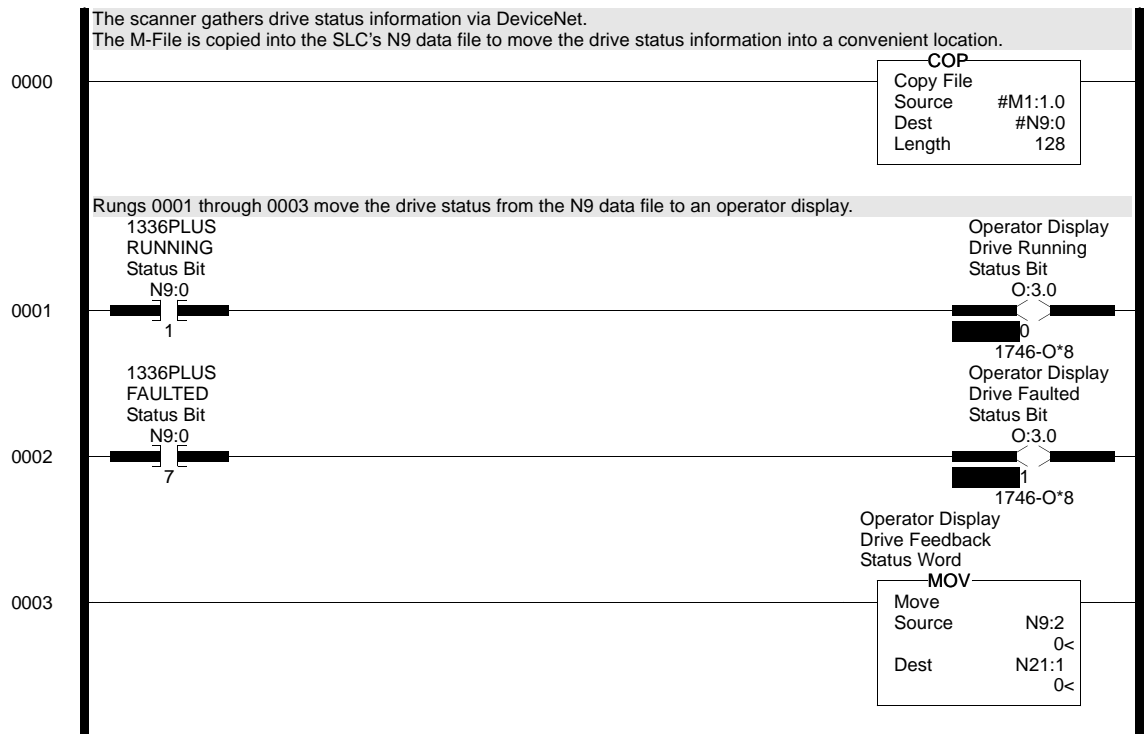 The scanner gathers drive status information via DeviceNet.
The M-File is copied into the SLC's N9 data file to move the drive status information into a convenient location.
0000
COP
Copy File
Source #M1:1.0
Dest #N9:0
Length 128
Rungs 0001 through 0003 move the drive status from the N9 data file to an operator display.
1336PLUS
RUNNING
Status Bit
N9:0
1
Operator Display
Drive Running
Status Bit
O:3.0
0
1746-O*8
0001
1336PLUS
FAULTED
Status Bit
N9:0
7
Operator Display
Drive Faulted
Status Bit
O:3.0
1
1746-O*8
0002
Operator Display
Drive Feedback
Status Word
0003
MOV
Move
Source N9:2
0<
Dest N21:1
0<